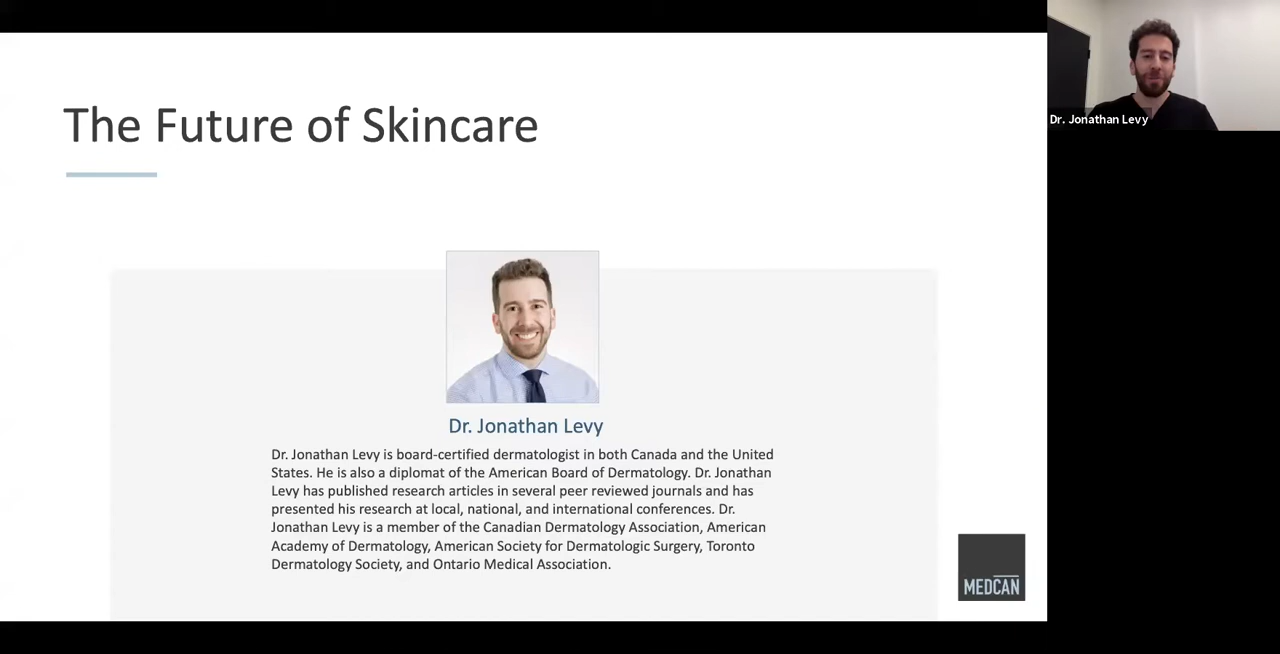 The Future of Skincare
Dr. Jonathan Levy
Dr. Jonathan Levy
Dr. Jonathan Levy is board-certified dermatologist in both Canada and the United
States. He is also a diplomat of the American Board of Dermatology. Dr. Jonathan
Levy has published research articles in several peer reviewed journals and has
presented his research at local, national, and international conferences. Dr.
Jonathan Levy is a member of the Canadian Dermatology Association, American
Academy of Dermatology, American Society for Dermatologic Surgery, Toronto
Dermatology Society, and Ontario Medical Association.
MEDCAN